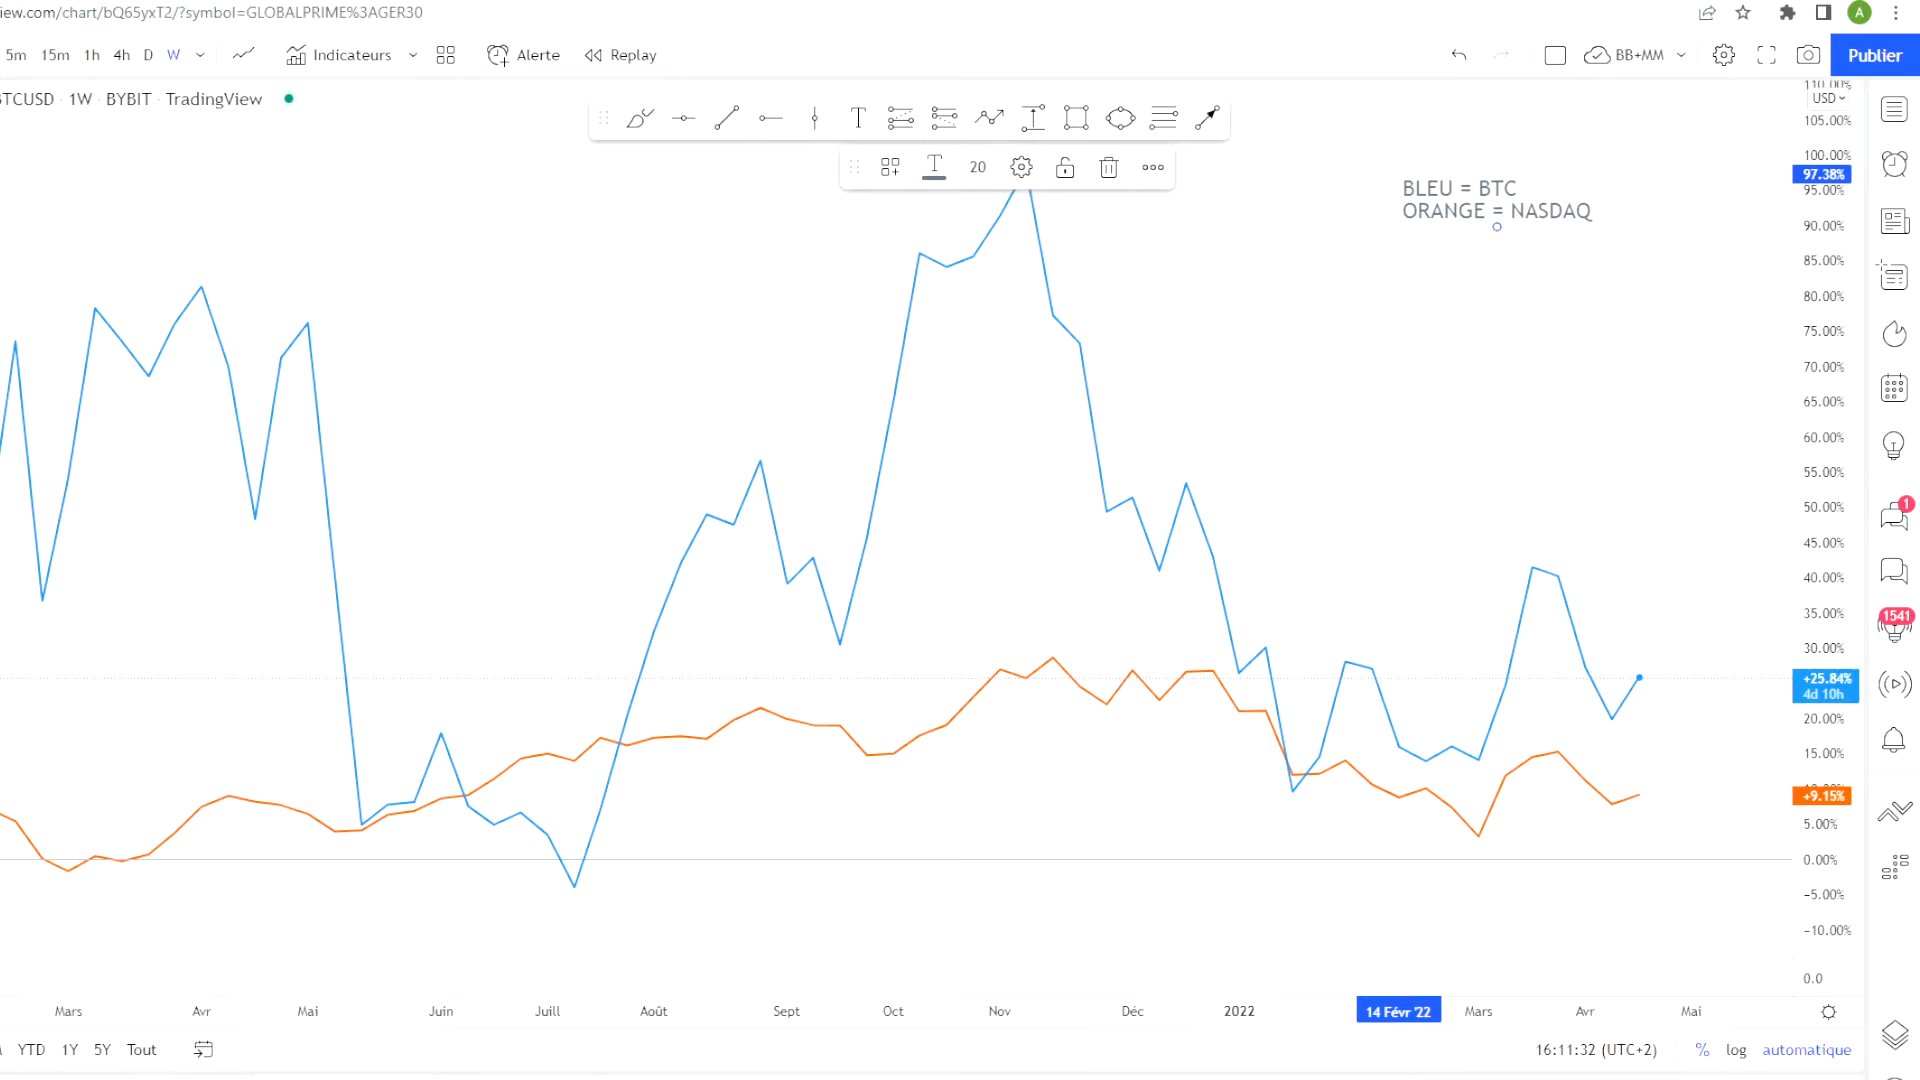 iew.com/chart/bQ65yxT2/?symbol=GLOBALPRIME%3AGER30
A
5m 15m 1h 4h D W Indicateurs Alerte Replay BB+MM Publier
TCUSD 1W BYBIT TradingView
T
T 20
BLEU = BTC
ORANGE = NASDAQ
110.00%
USD
105.00%
100.00%
97.38%
95.00%
90.00%
85.00%
80.00%
75.00%
70.00%
65.00%
60.00%
55.00%
50.00%
45.00%
40.00%
35.00%
30.00%
+25.84%
4d 10h
20.00%
15.00%
+9.15%
5.00%
0.00%
−5.00%
−10.00%
0.0
1
1541
Mars Avr Mai Juin Juill Août Sept Oct Nov Déc 2022 14 Févr '22 Mars Avr Mai
YTD 1Y 5Y Tout 16:11:32 (UTC+2) % log automatique